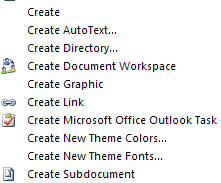 Create
Create AutoText...
Create Directory...
Create Document Workspace
Create Graphic
Create Link
Create Microsoft Office Outlook Task
Create New Theme Colors...
Create New Theme Fonts...
Create Subdocument